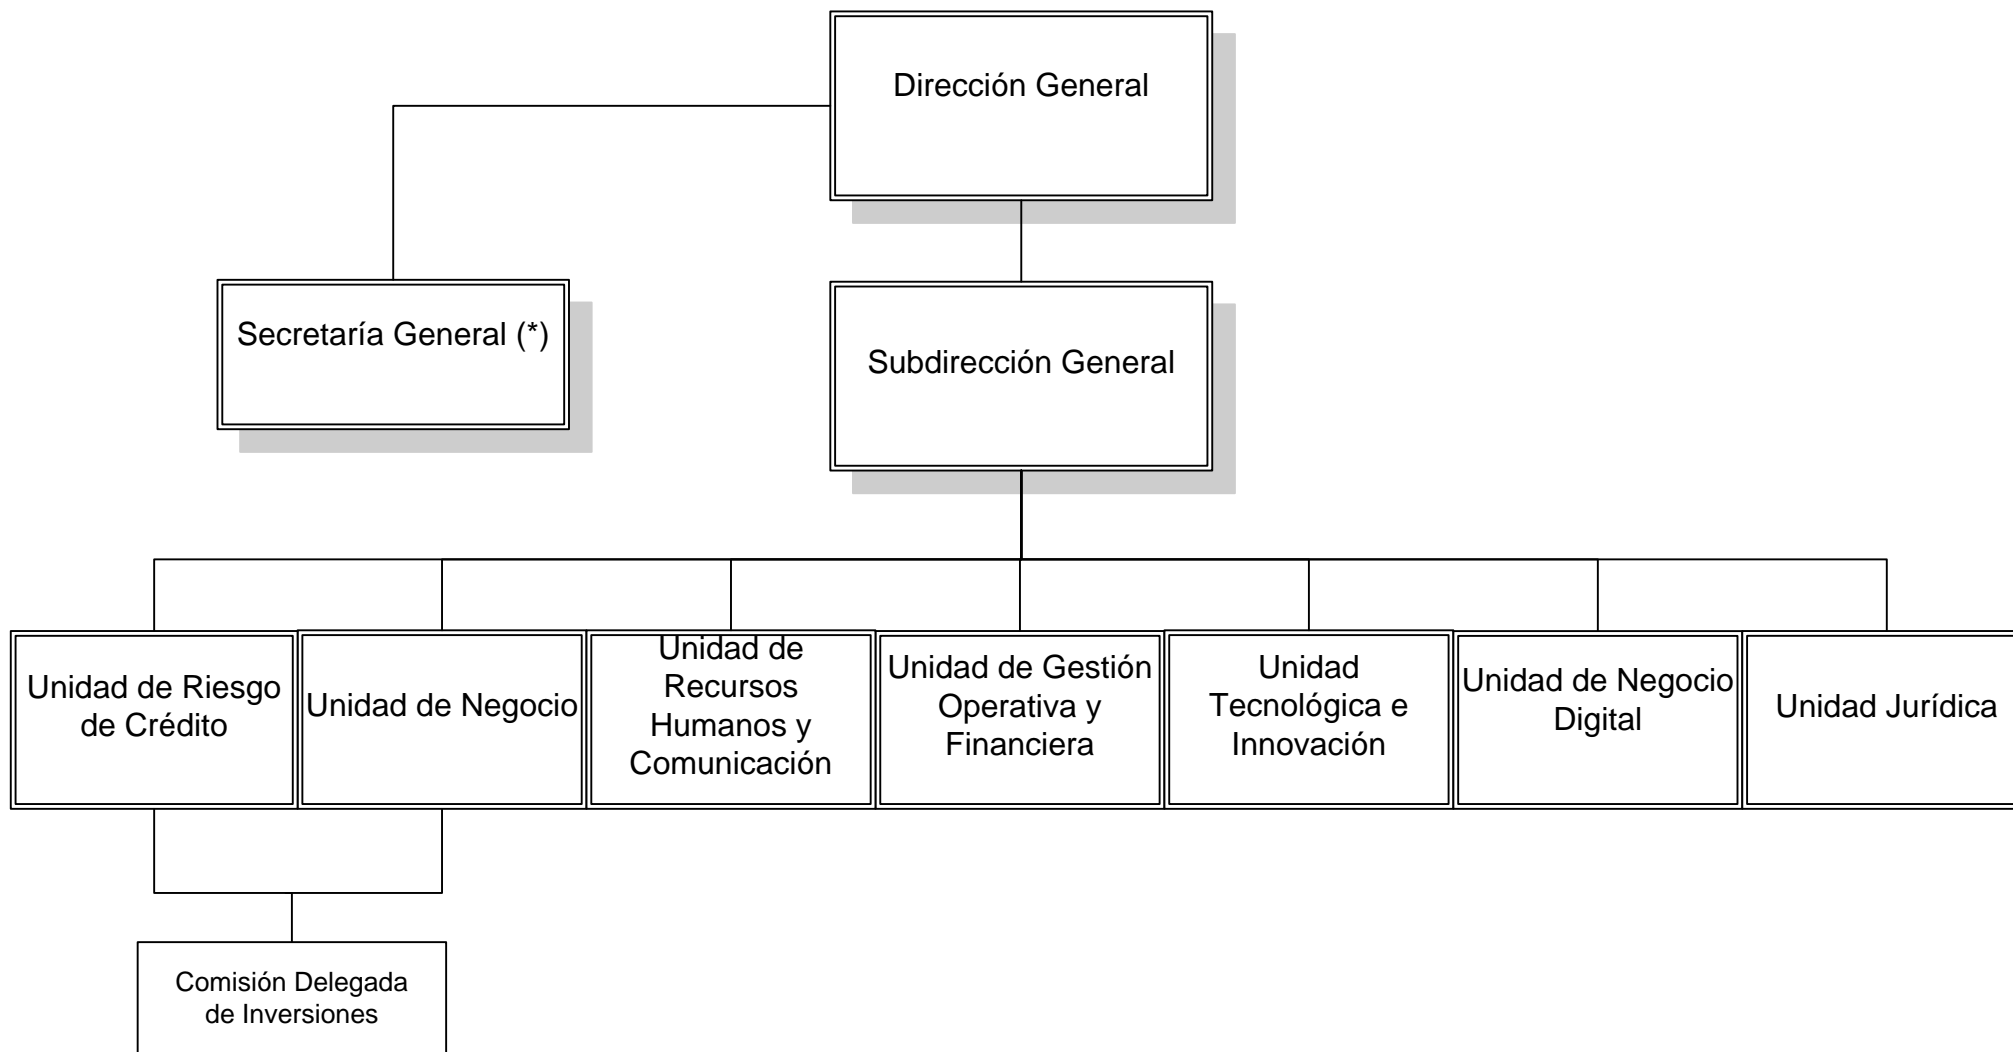 Dirección General
Secretaría General (*)
Subdirección General
Unidad de Riesgo
de Crédito
Unidad de Negocio
Unidad de
Recursos
Humanos y
Comunicación
Unidad de Gestión
Operativa y
Financiera
Unidad
Tecnológica e
Innovación
Unidad de Negocio
Digital
Unidad Jurídica
Comisión Delegada
de Inversiones